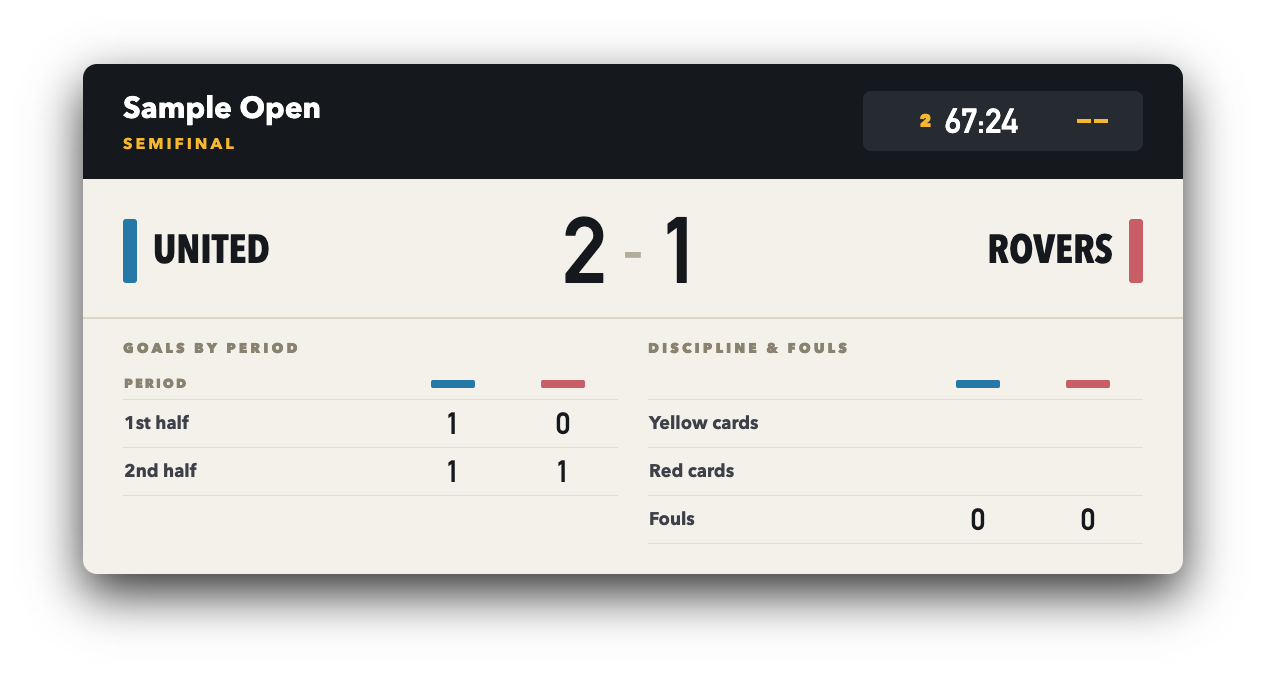 Sample Open
SEMIFINAL
2 67:24 --
UNITED 2 - 1 ROVERS
GOALS BY PERIOD
PERIOD
1st half 1 0
2nd half 1 1
DISCIPLINE & FOULS
Yellow cards
Red cards
Fouls 0 0